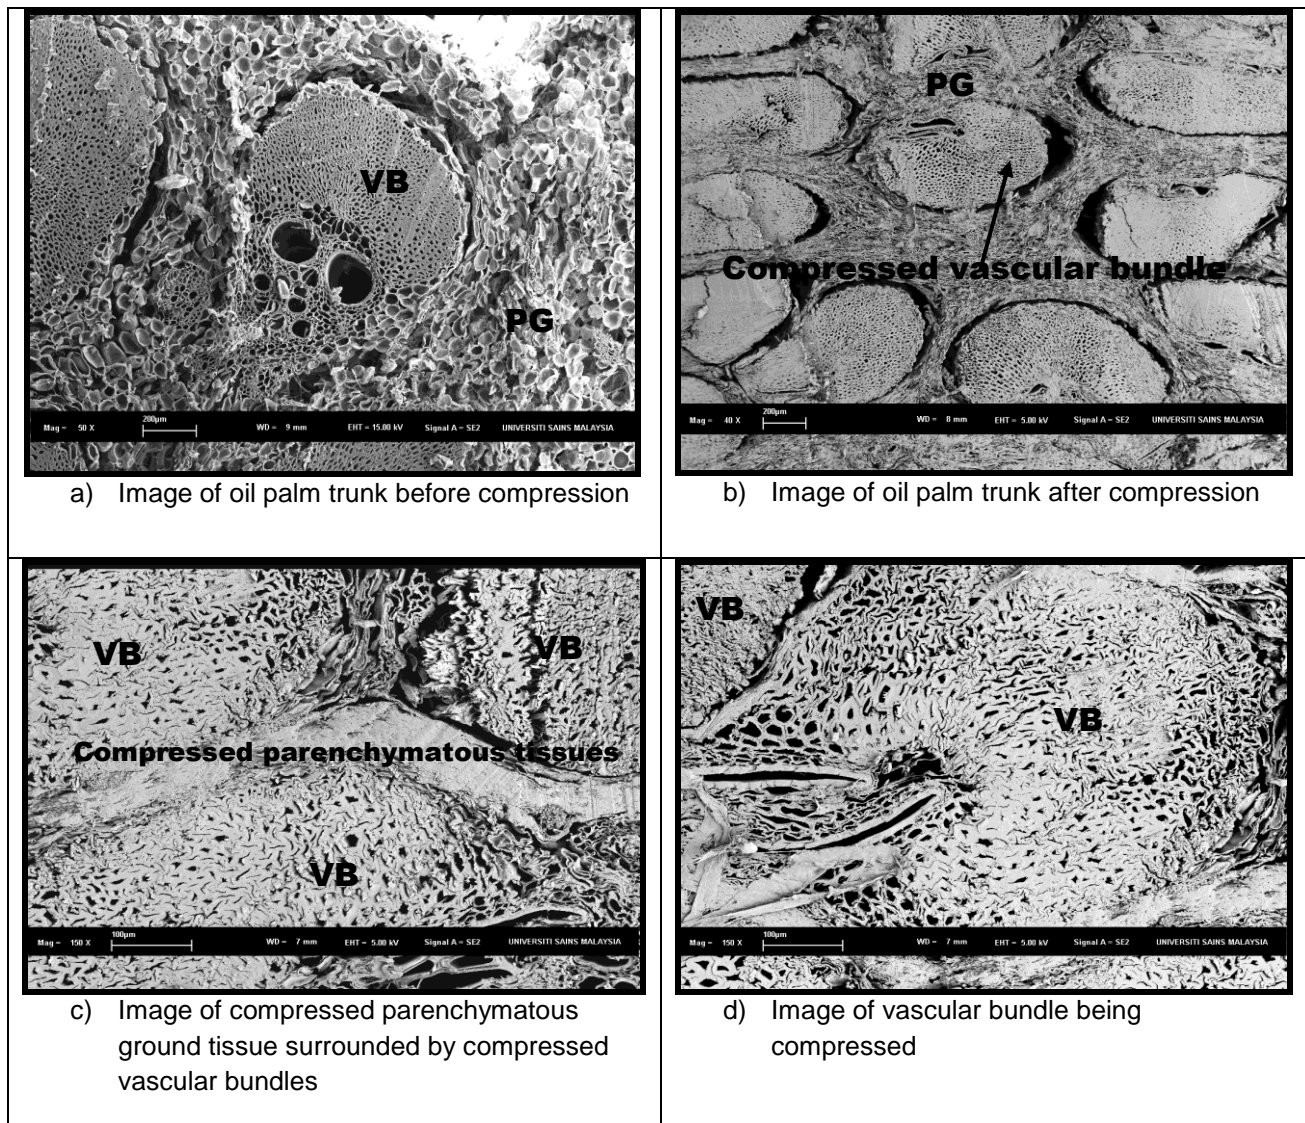 VB
PG
Mag = 50 X 200µm WD = 9 mm EHT = 15.00 kV Signal A = SE2 UNIVERSITI SAINS MALAYSIA
a) Image of oil palm trunk before compression
PG
Compressed vascular bundle
Mag = 40 X 200µm WD = 8 mm EHT = 5.00 kV Signal A = SE2 UNIVERSITI SAINS MALAYSIA
b) Image of oil palm trunk after compression
VB
VB
Compressed parenchymatous tissues
VB
Mag = 150 X 100µm WD = 7 mm EHT = 5.00 kV Signal A = SE2 UNIVERSITI SAINS MALAYSIA
c) Image of compressed parenchymatous
ground tissue surrounded by compressed
vascular bundles
VB
VB
Mag = 150 X 100µm WD = 7 mm EHT = 5.00 kV Signal A = SE2 UNIVERSITI SAINS MALAYSIA
d) Image of vascular bundle being
compressed